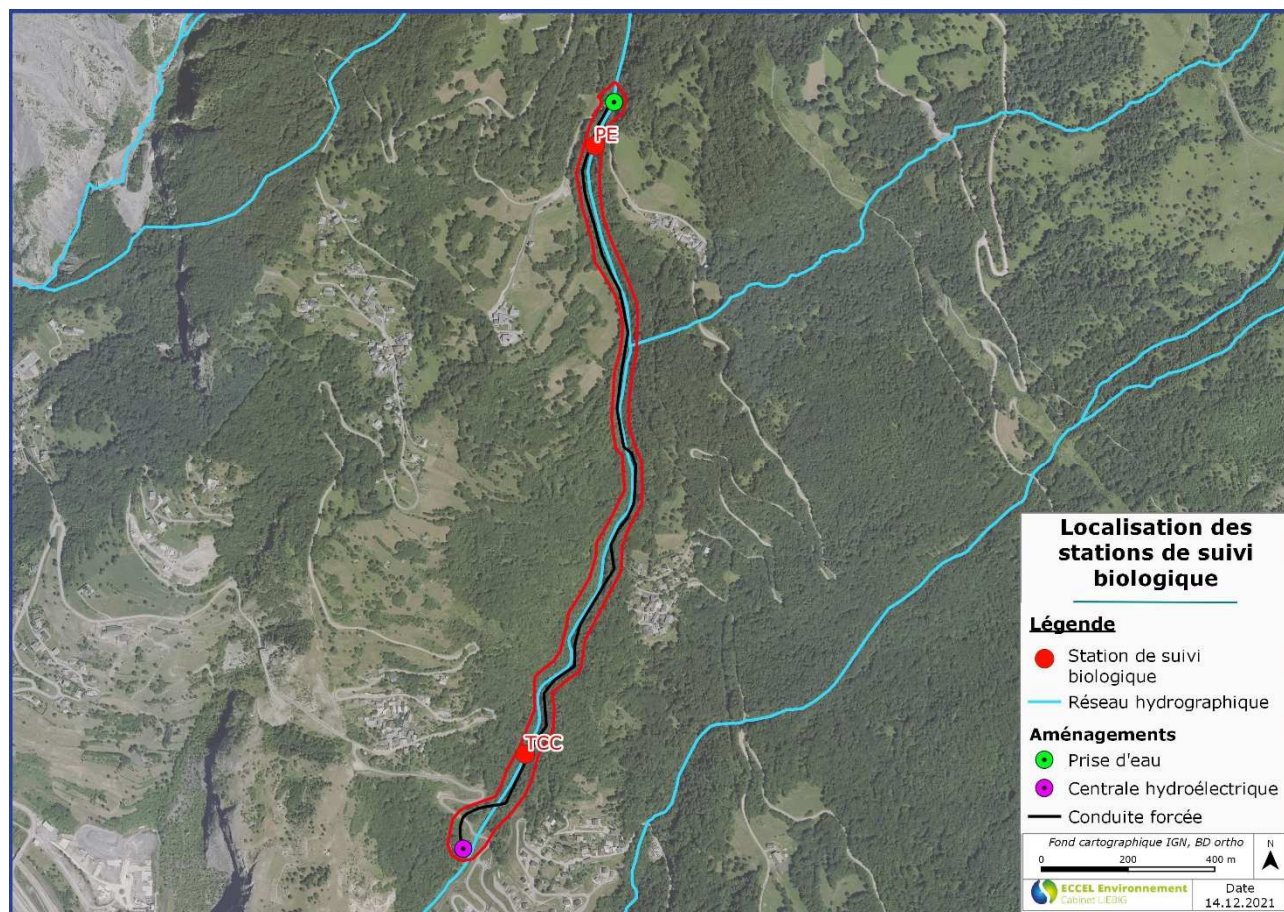 PE
TCC
Localisation des
stations de suivi
biologique
Légende
Station de suivi
biologique
Réseau hydrographique
Aménagements
Prise d'eau
Centrale hydroélectrique
Conduite forcée
Fond cartographique IGN, BD ortho
0 200 400 m
N
ECCEL Environnement
Cabinet LIEBIG
Date
14.12.2021